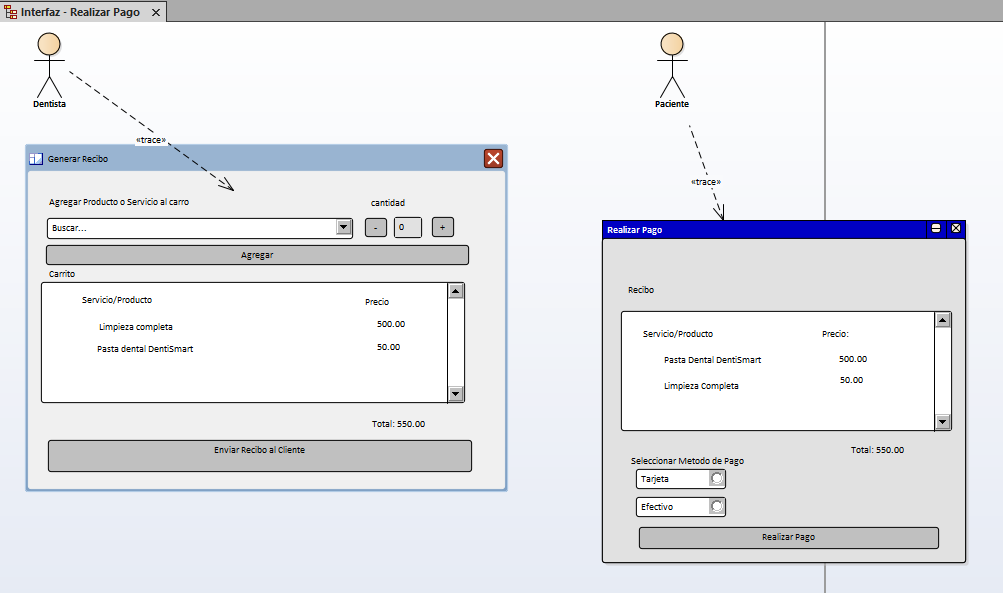 Interfaz - Realizar Pago
Dentista
«trace»
Generar Recibo
Agregar Producto o Servicio al carro
cantidad
Buscar...
-
0
+
Agregar
Carrito
Servicio/Producto
Precio
Limpieza completa
500.00
Pasta dental DentiSmart
50.00
Total: 550.00
Enviar Recibo al Cliente
Paciente
«trace»
Realizar Pago
Recibo
Servicio/Producto
Precio:
Pasta Dental DentiSmart
500.00
Limpieza Completa
50.00
Total: 550.00
Seleccionar Metodo de Pago
Tarjeta
Efectivo
Realizar Pago